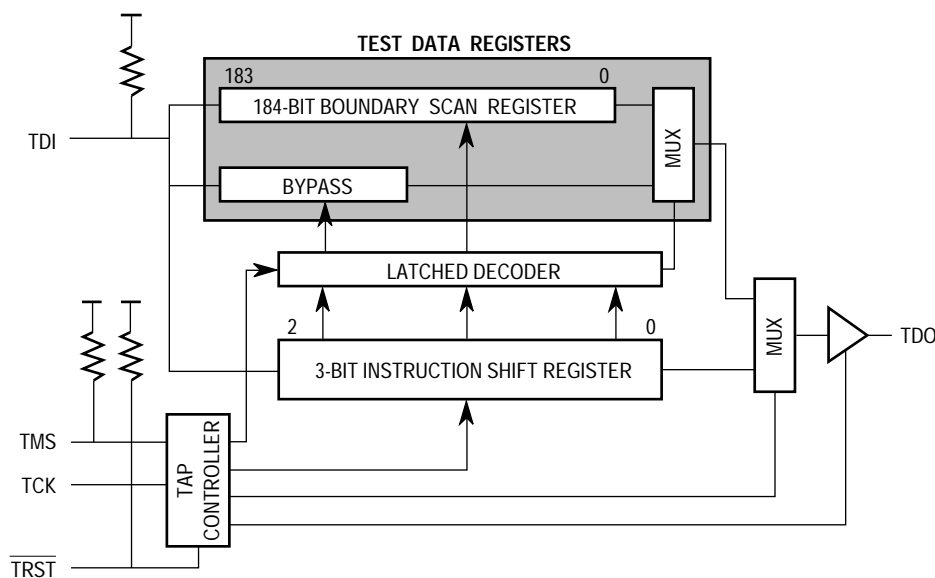 TEST DATA REGISTERS
183 0
184-BIT BOUNDARY SCAN REGISTER
TDI
MUX
BYPASS
LATCHED DECODER
2 0
3-BIT INSTRUCTION SHIFT REGISTER
MUX
TDO
TMS
TCK
TRST
TAP
CONTROLLER